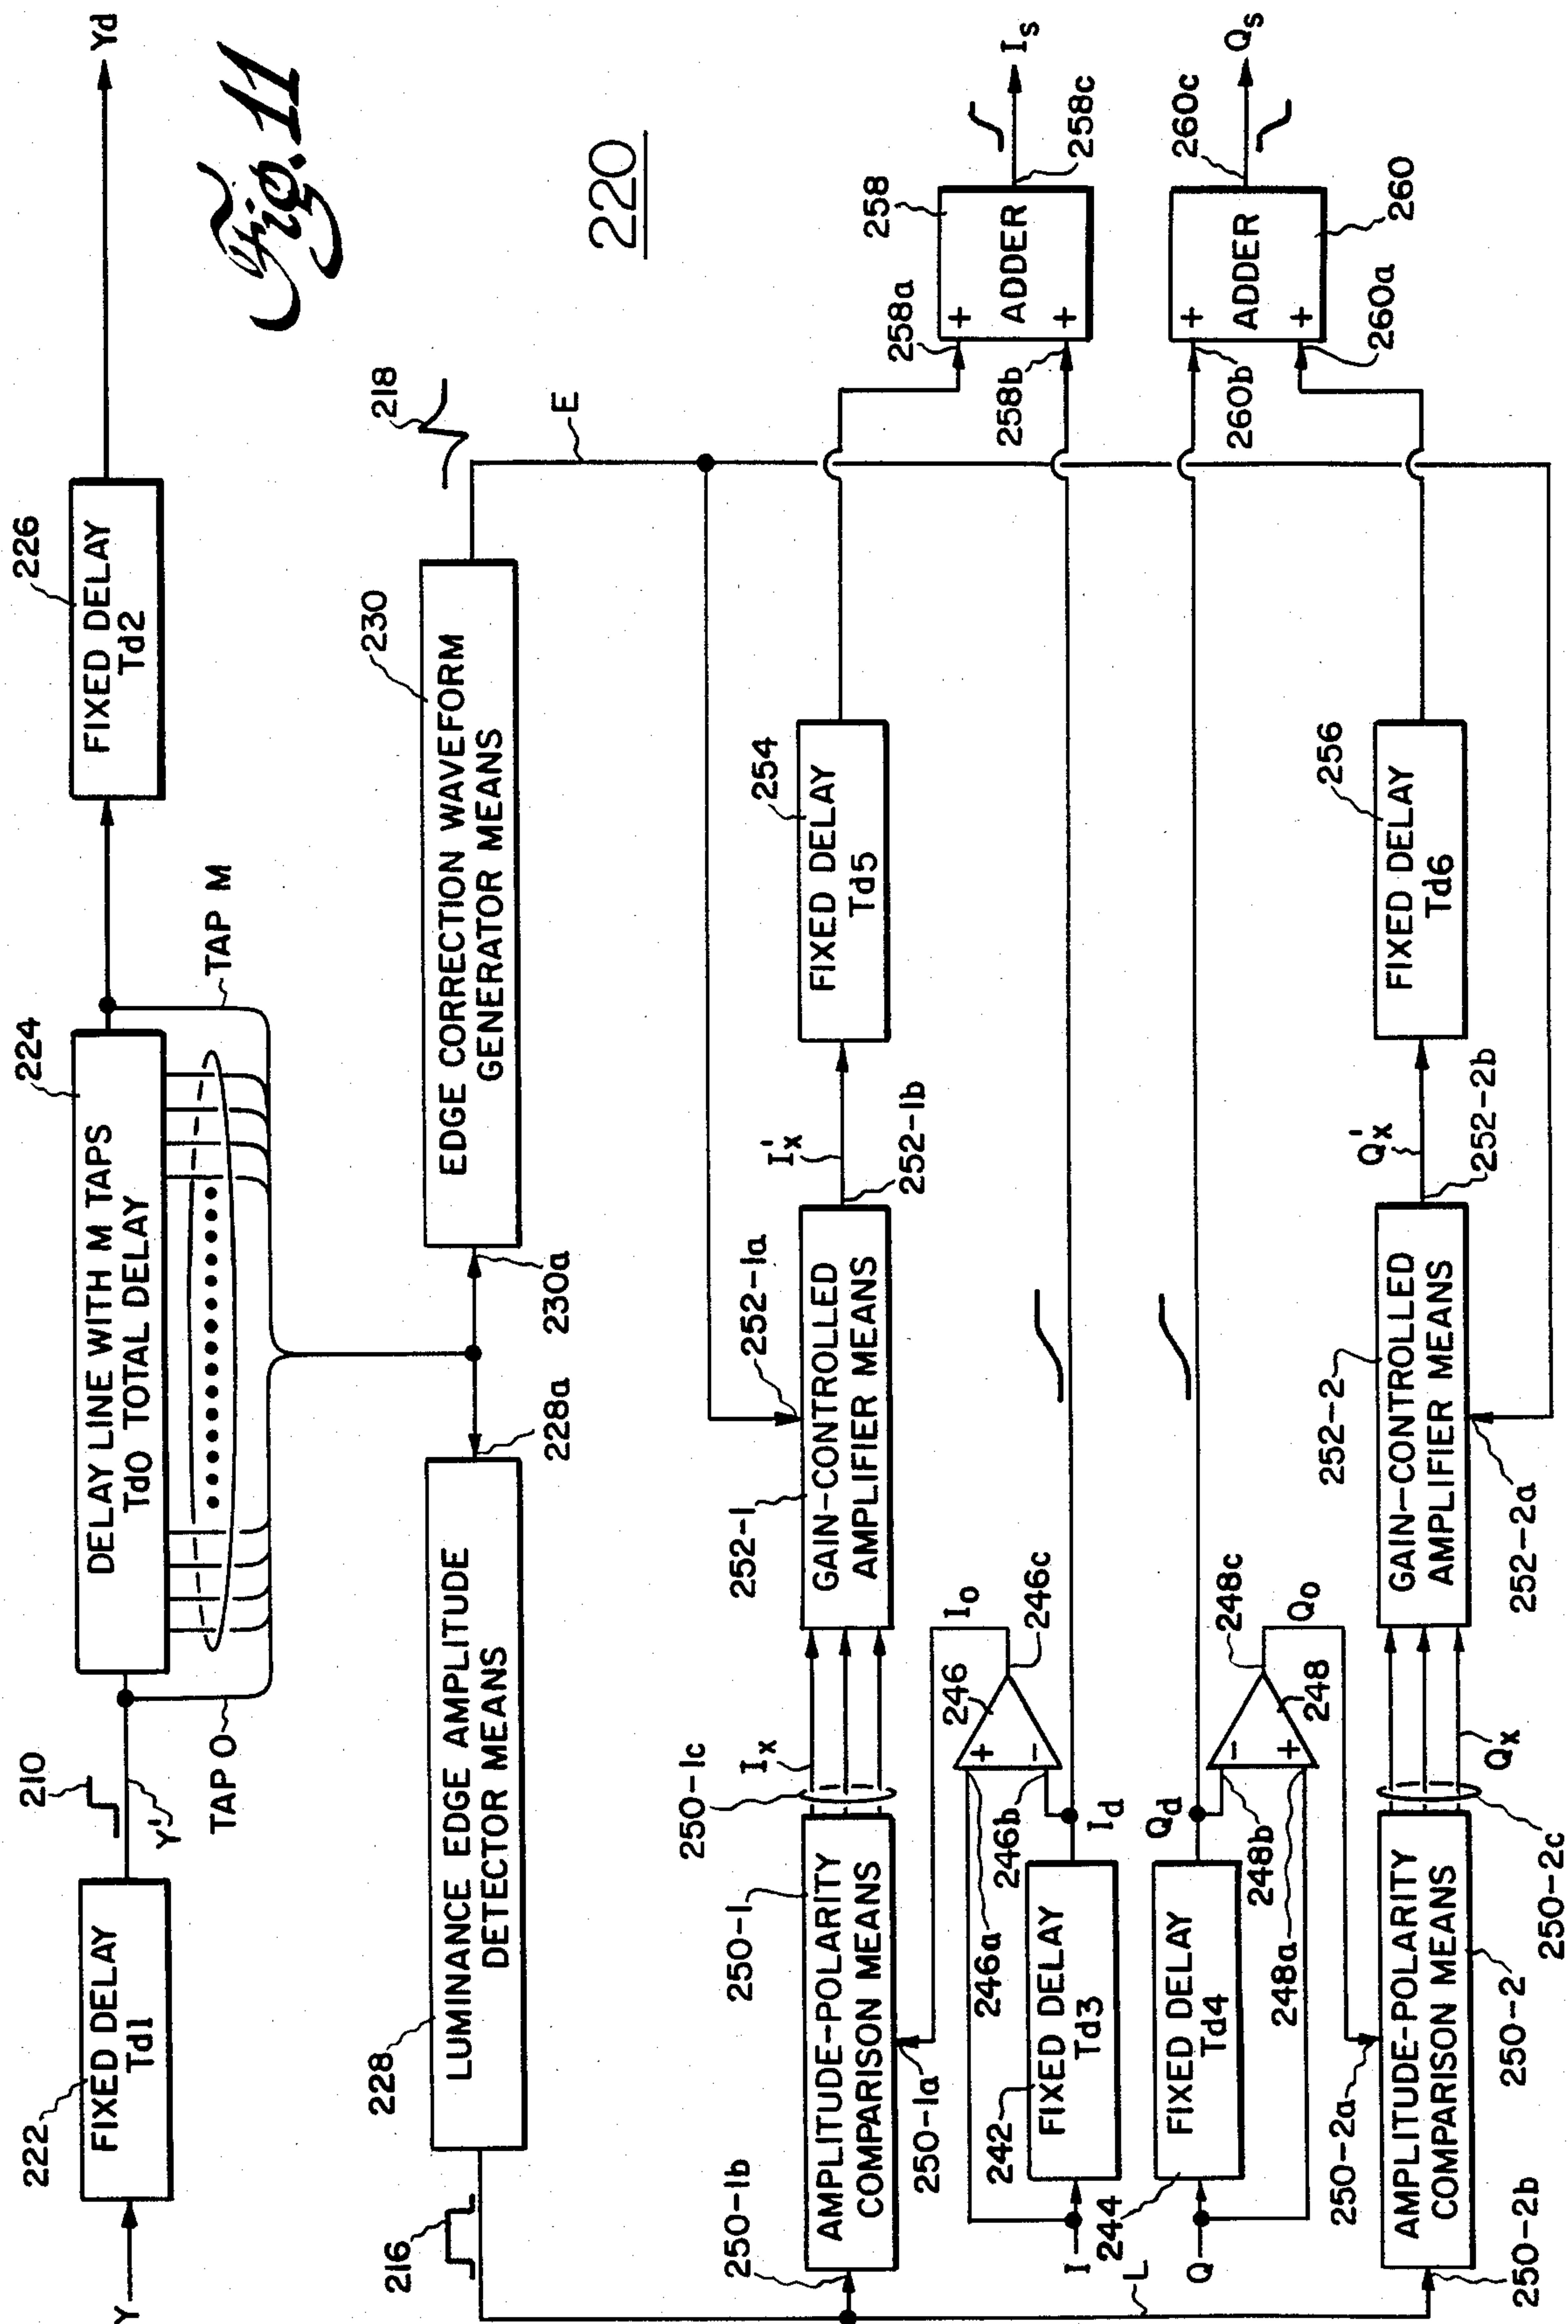 Fig. 11
220
Y
222
FIXED DELAY
Td1
210
Y'
TAP O
224
DELAY LINE WITH M TAPS
TdO TOTAL DELAY
TAP M
226
FIXED DELAY
Td2
Yd
216
228
LUMINANCE EDGE AMPLITUDE
DETECTOR MEANS
228a
230a
230
EDGE CORRECTION WAVEFORM
GENERATOR MEANS
218
E
250-1b
250-1
AMPLITUDE-POLARITY
COMPARISON MEANS
250-1a
250-1c
Ix
252-1
252-1a
GAIN-CONTROLLED
AMPLIFIER MEANS
Ix'
252-1b
254
FIXED DELAY
Td5
258a
258
+
ADDER
+
258b
258c
Is
I
242
FIXED DELAY
Td3
246a
246b
Id
246
+
-
246c
Io
L
Q
244
FIXED DELAY
Td4
Qd
248b
248a
248
-
+
248c
Qo
260b
260c
+
ADDER
+
260a
260
Qs
250-2b
250-2a
AMPLITUDE-POLARITY
COMPARISON MEANS
250-2
250-2c
Qx
252-2
GAIN-CONTROLLED
AMPLIFIER MEANS
252-2a
Qx'
252-2b
256
FIXED DELAY
Td6